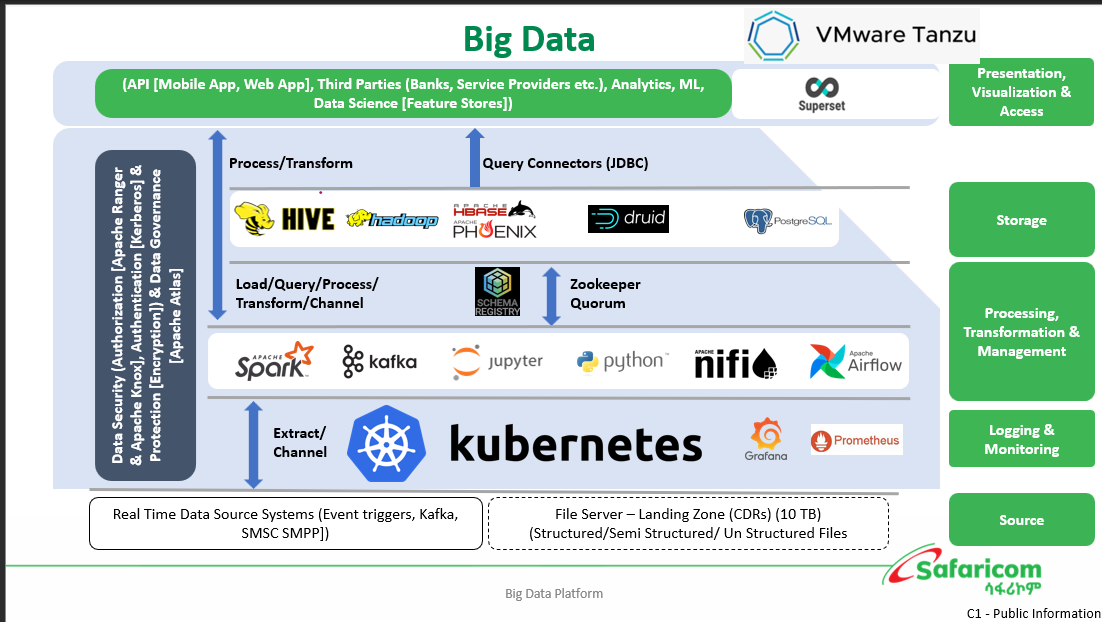 Big Data
VMware Tanzu
(API [Mobile App, Web App], Third Parties (Banks, Service Providers etc.), Analytics, ML,
Data Science [Feature Stores])
Superset
Presentation,
Visualization &
Access
Process/Transform
Query Connectors (JDBC)
Data Security (Authorization [Apache Ranger
& Apache Knox], Authentication [Kerberos] &
Protection [Encryption]) & Data Governance
[Apache Atlas]
HIVE
hadoop
APACHE
HBASE
APACHE
PHOENIX
druid
PostgreSQL
Storage
Load/Query/Process/
Transform/Channel
SCHEMA
REGISTRY
Zookeeper
Quorum
Processing,
Transformation &
Management
APACHE
Spark™
kafka
jupyter
python™
APACHE
nifi
Apache
Airflow
Extract/
Channel
kubernetes
Grafana
Prometheus
Logging &
Monitoring
Real Time Data Source Systems (Event triggers, Kafka,
SMSC SMPP])
File Server – Landing Zone (CDRs) (10 TB)
(Structured/Semi Structured/ Un Structured Files
Source
Safaricom
ሳፋሪኮም
Big Data Platform
C1 - Public Information